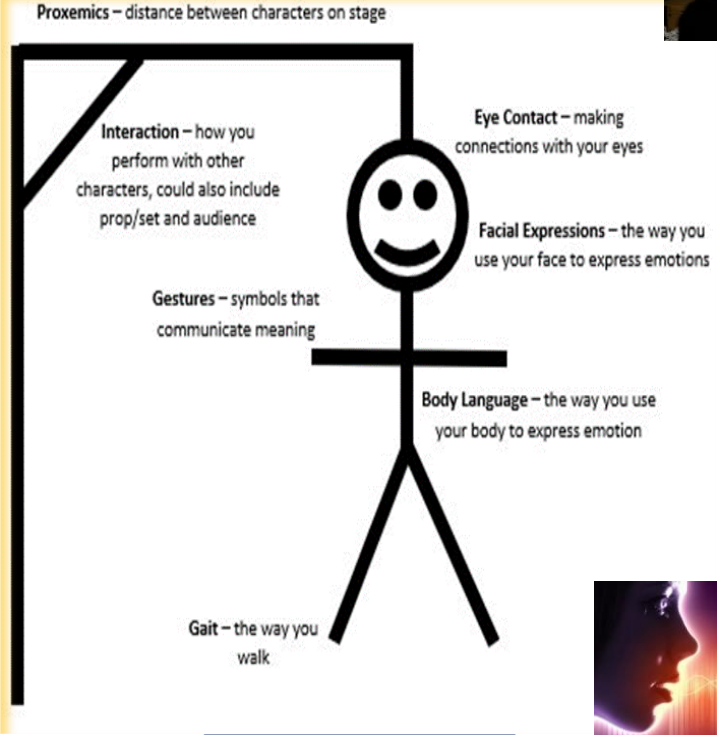 Proxemics – distance between characters on stage
Interaction – how you
perform with other
characters, could also include
prop/set and audience
Eye Contact – making
connections with your eyes
Facial Expressions – the way you
use your face to express emotions
Gestures – symbols that
communicate meaning
Body Language – the way you use
your body to express emotion
Gait – the way you
walk